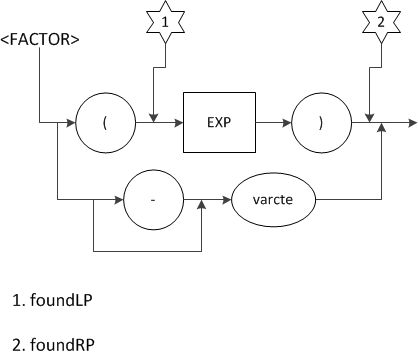 1 2
<FACTOR>
( EXP )
- varcte
1. foundLP
2. foundRP